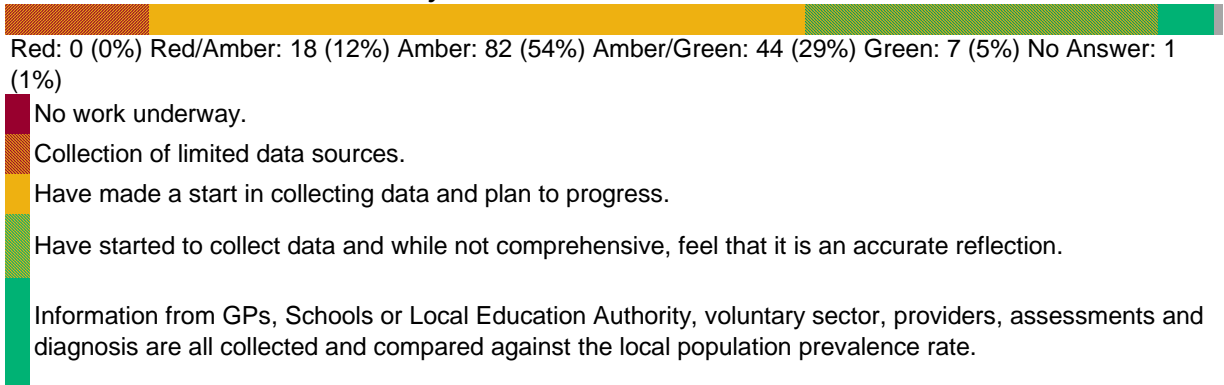 Red: 0 (0%) Red/Amber: 18 (12%) Amber: 82 (54%) Amber/Green: 44 (29%) Green: 7 (5%) No Answer: 1
(1%)
No work underway.
Collection of limited data sources.
Have made a start in collecting data and plan to progress.
Have started to collect data and while not comprehensive, feel that it is an accurate reflection.
Information from GPs, Schools or Local Education Authority, voluntary sector, providers, assessments and
diagnosis are all collected and compared against the local population prevalence rate.